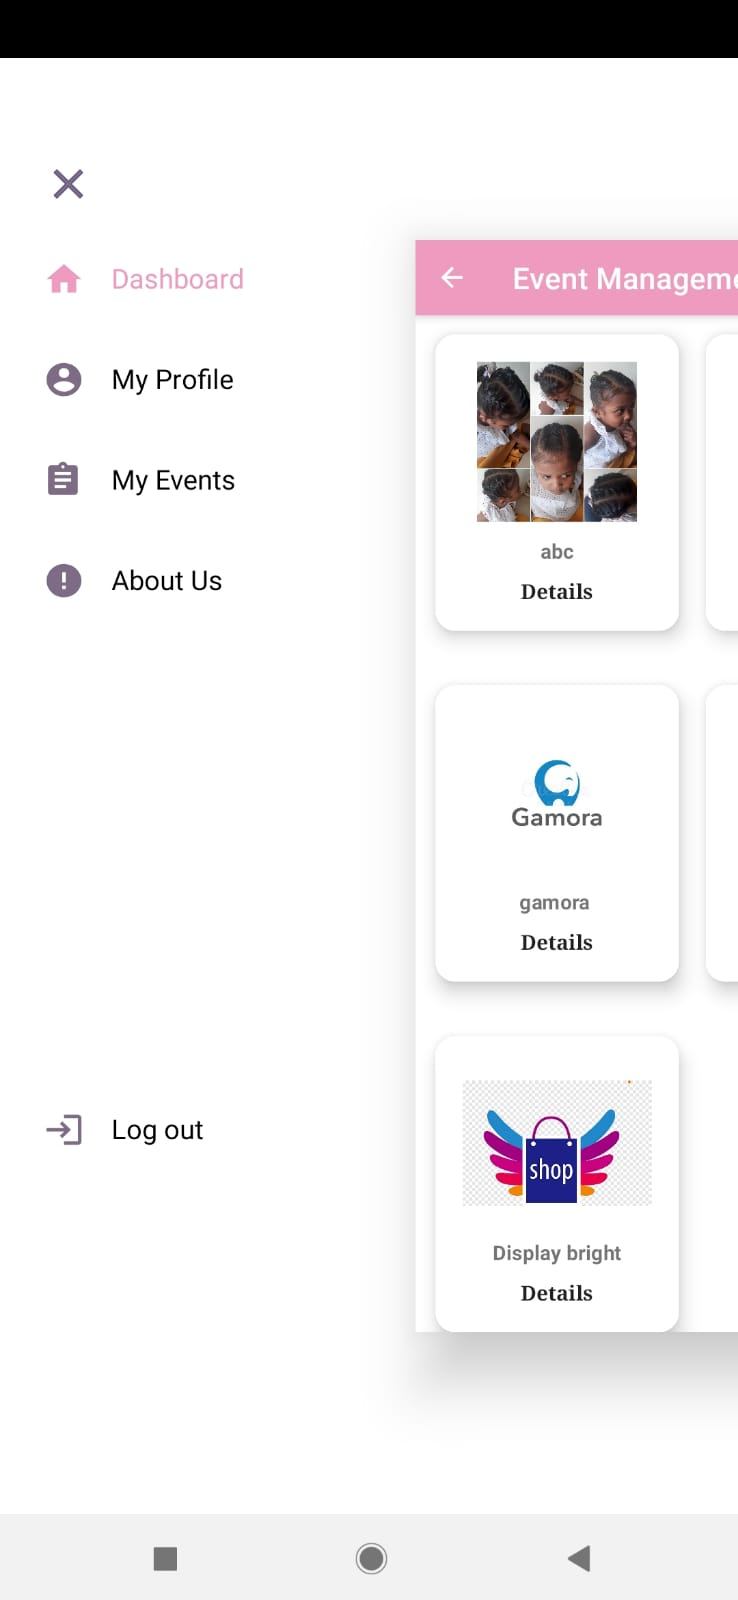 Dashboard
My Profile
My Events
About Us
Log out
Event Manageme
abc
Details
Gamora
gamora
Details
shop
Display bright
Details